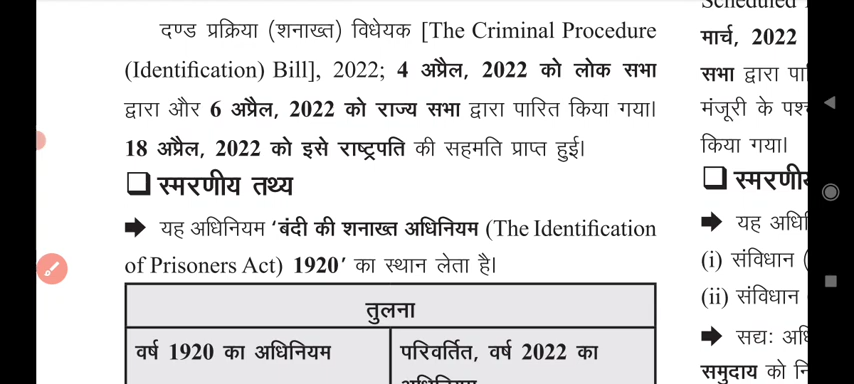 दण्ड प्रक्रिया (शनाख्त) विधेयक [The Criminal Procedure
(Identification) Bill], 2022; 4 अप्रैल, 2022 को लोक सभा
द्वारा और 6 अप्रैल, 2022 को राज्य सभा द्वारा पारित किया गया।
18 अप्रैल, 2022 को इसे राष्ट्रपति की सहमति प्राप्त हुई।
❑ स्मरणीय तथ्य
➡ यह अधिनियम ‘बंदी की शनाख्त अधिनियम (The Identification
of Prisoners Act) 1920’ का स्थान लेता है।
तुलना
वर्ष 1920 का अधिनियम
परिवर्तित, वर्ष 2022 का
अधिनियम
Scheduled
मार्च, 2022
सभा द्वारा
मंजूरी के
किया गया।
❑
➡ यह
(i) संविधान (
(ii) संविधान
➡ सद्यः
समुदाय को